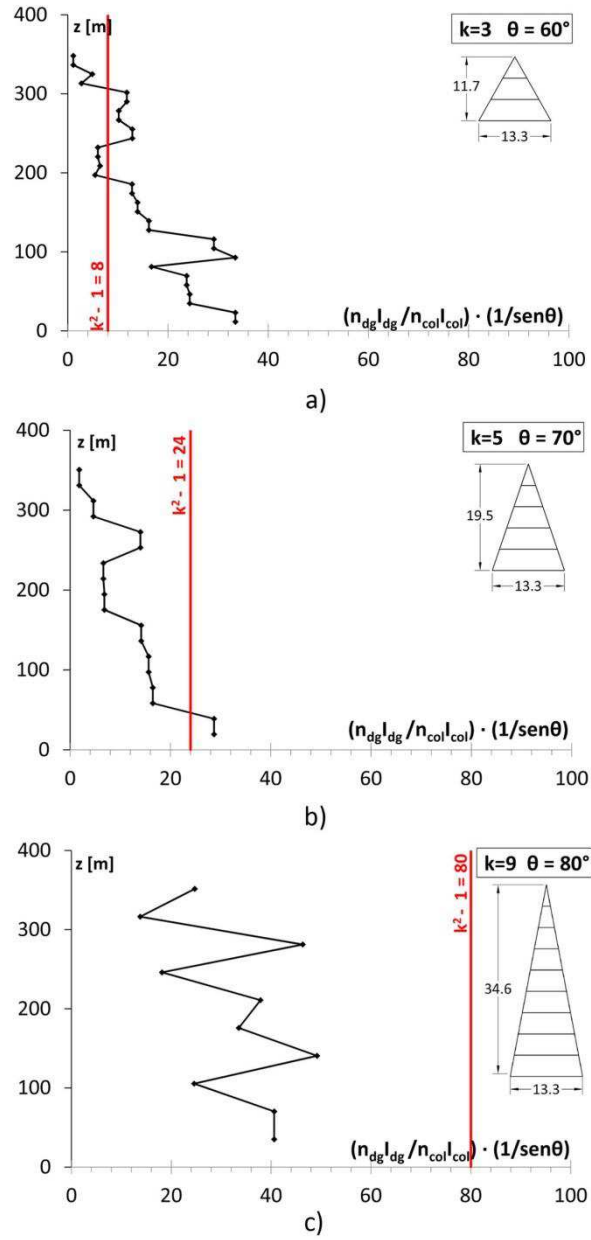 400 z [m]
k=3 θ = 60°
300
11.7
13.3
200
100
k² - 1 = 8
(n_dg I_dg / n_col I_col) · (1/senθ)
0
0 20 40 60 80 100
a)
400 z [m]
k² - 1 = 24
k=5 θ = 70°
300
19.5
13.3
200
100
(n_dg I_dg / n_col I_col) · (1/senθ)
0
0 20 40 60 80 100
b)
400 z [m]
k² - 1 = 80
k=9 θ = 80°
300
34.6
200
100
13.3
(n_dg I_dg / n_col I_col) · (1/senθ)
0
0 20 40 60 80 100
c)